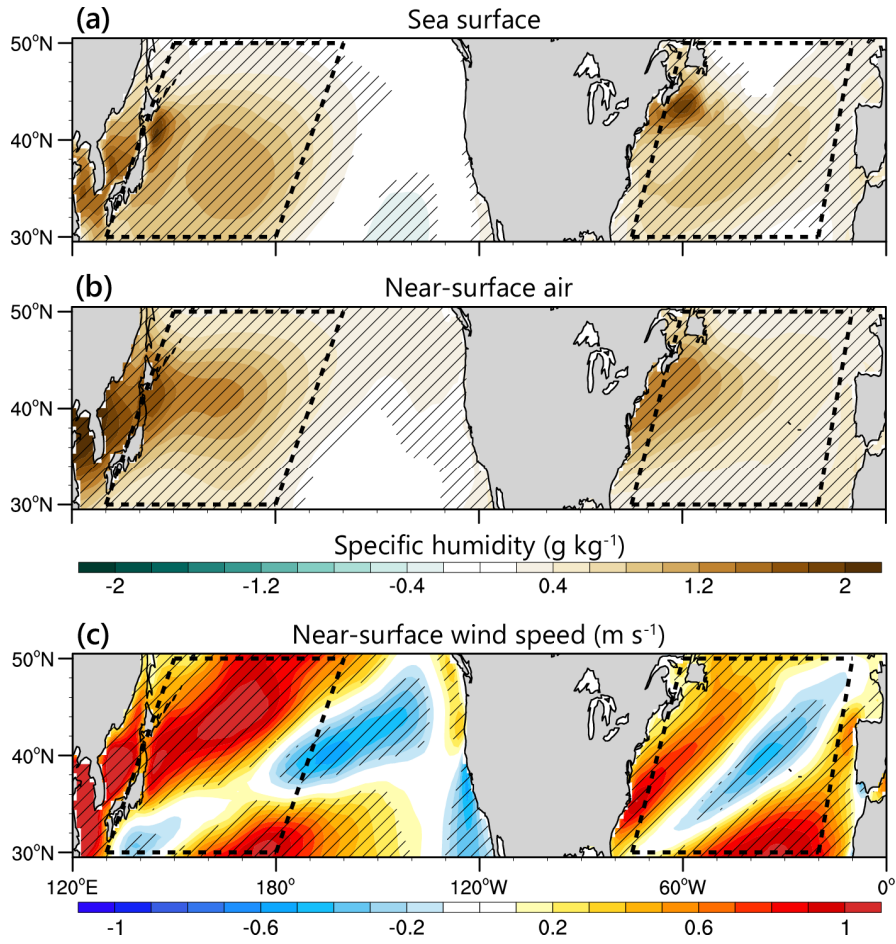 (a) Sea surface
50°N
40°N
30°N
(b) Near-surface air
50°N
40°N
30°N
Specific humidity (g kg⁻¹)
-2 -1.2 -0.4 0.4 1.2 2
(c) Near-surface wind speed (m s⁻¹)
50°N
40°N
30°N
120°E 180° 120°W 60°W 0°
-1 -0.6 -0.2 0.2 0.6 1